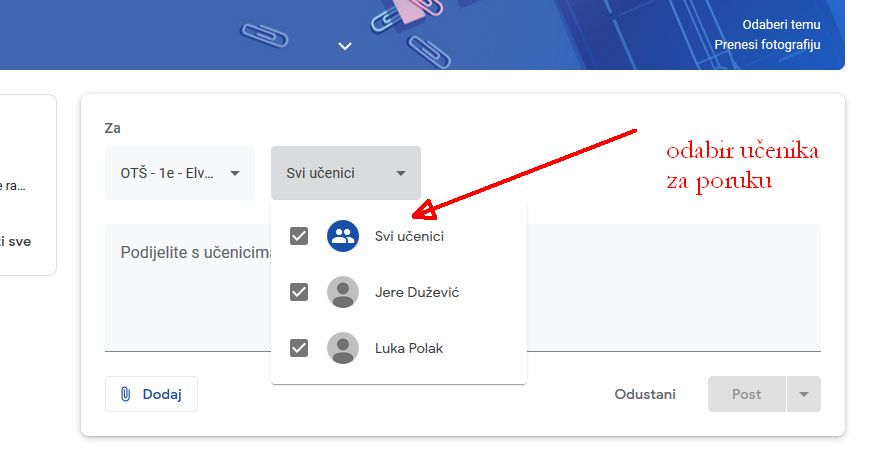 Odaberi temu
Prenesi fotografiju
Za
OTŠ - 1e - Elv...
Svi učenici
odabir učenika
za poruku
e ra...
i sve
Svi učenici
Podijelite s učenicima
Jere Dužević
Luka Polak
Dodaj
Odustani
Post